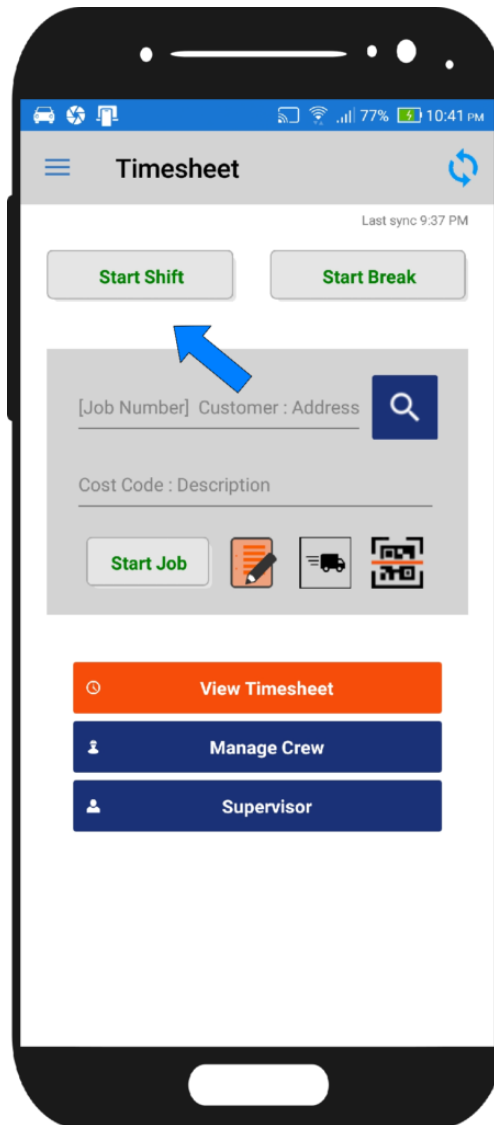 77% 10:41 PM
Timesheet
Last sync 9:37 PM
Start Shift Start Break
[Job Number] Customer : Address
Cost Code : Description
Start Job
View Timesheet
Manage Crew
Supervisor